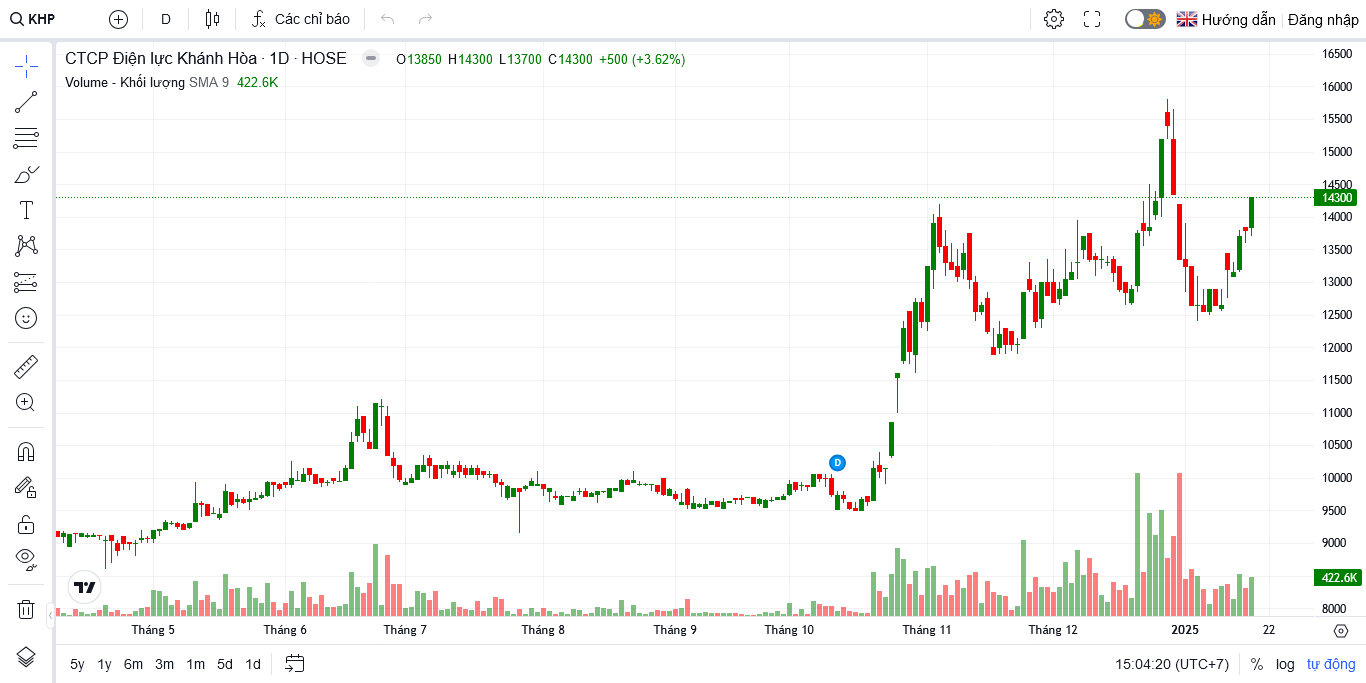 KHP D Các chỉ báo Hướng dẫn Đăng nhập
CTCP Điện lực Khánh Hòa · 1D · HOSE O13850 H14300 L13700 C14300 +500 (+3.62%)
Volume - Khối lượng SMA 9 422.6K
16500
16000
15500
15000
14500
14300
14000
13500
13000
12500
12000
11500
11000
10500
D
10000
9500
9000
422.6K
8000
Tháng 5 Tháng 6 Tháng 7 Tháng 8 Tháng 9 Tháng 10 Tháng 11 Tháng 12 2025 22
5y 1y 6m 3m 1m 5d 1d 15:04:20 (UTC+7) % log tự động